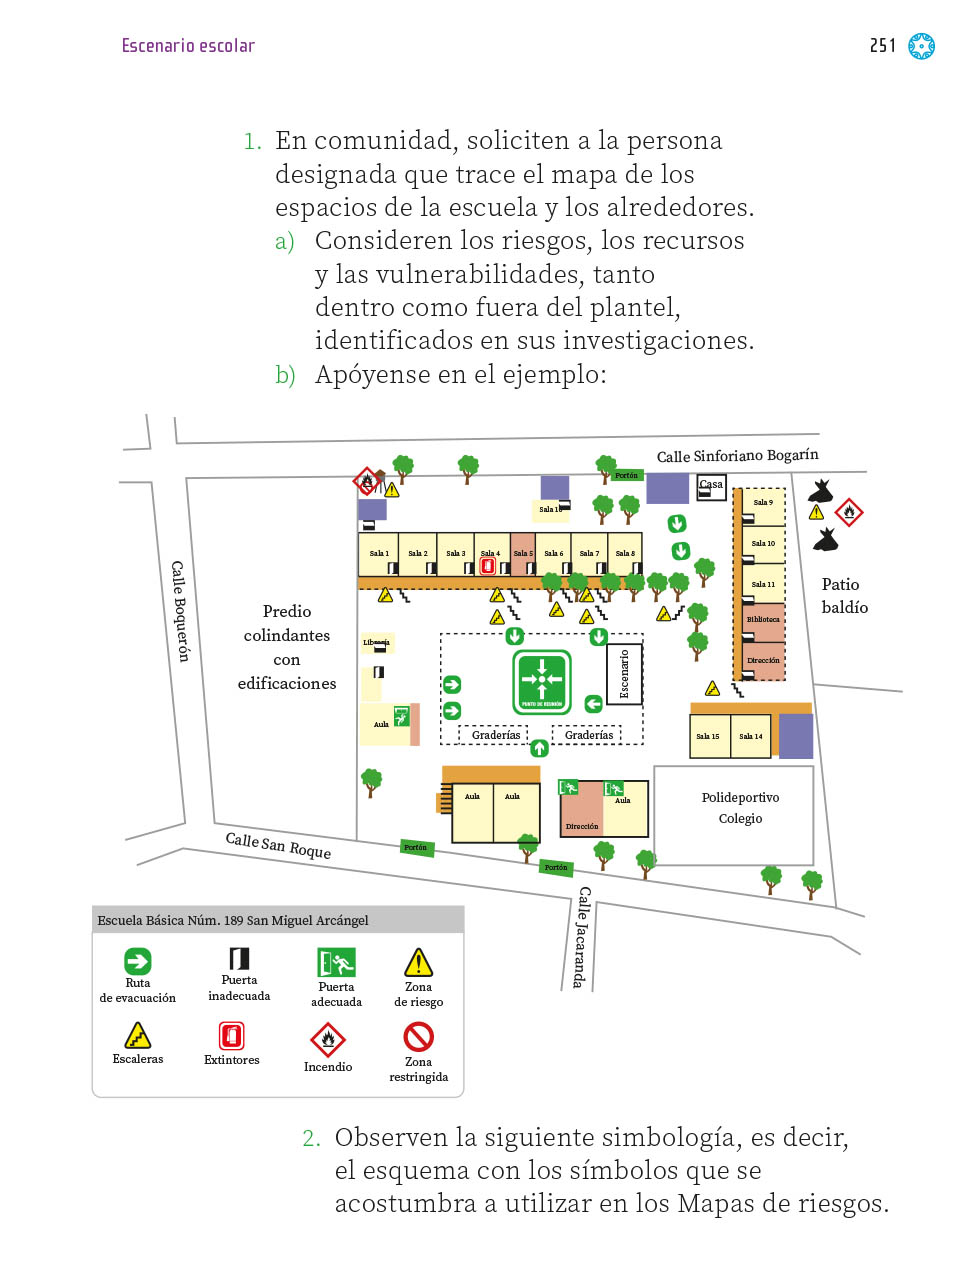 Escenario escolar
251
1. En comunidad, soliciten a la persona
designada que trace el mapa de los
espacios de la escuela y los alrededores.
a) Consideren los riesgos, los recursos
y las vulnerabilidades, tanto
dentro como fuera del plantel,
identificados en sus investigaciones.
b) Apóyense en el ejemplo:
Calle Sinforiano Bogarín
Portón
Casa
Sala 9
Sala 16
Sala 1
Sala 2
Sala 3
Sala 4
Sala 5
Sala 6
Sala 7
Sala 8
Sala 10
Sala 11
Biblioteca
Dirección
Patio
baldío
Calle Boquerón
Predio
colindantes
con
edificaciones
Librería
Aula
Escenario
PUNTO DE REUNIÓN
Graderías
Graderías
Sala 15
Sala 14
Aula
Aula
Dirección
Aula
Polideportivo
Colegio
Calle San Roque
Portón
Portón
Calle Jacaranda
Escuela Básica Núm. 189 San Miguel Arcángel
Ruta
de evacuación
Puerta
inadecuada
Puerta
adecuada
Zona
de riesgo
Escaleras
Extintores
Incendio
Zona
restringida
2. Observen la siguiente simbología, es decir,
el esquema con los símbolos que se
acostumbra a utilizar en los Mapas de riesgos.